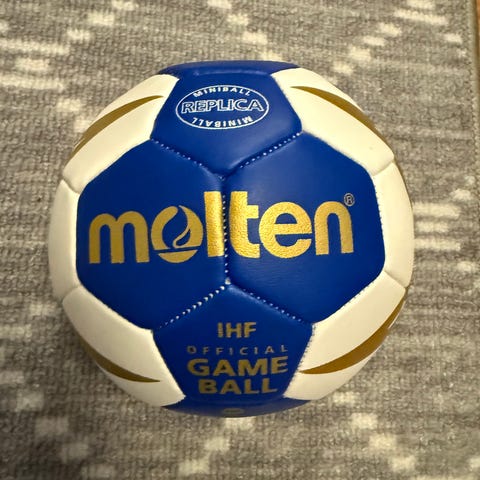 MINIBALL
REPLICA
MINIBALL
molten®
IHF
OFFICIAL
GAME
BALL